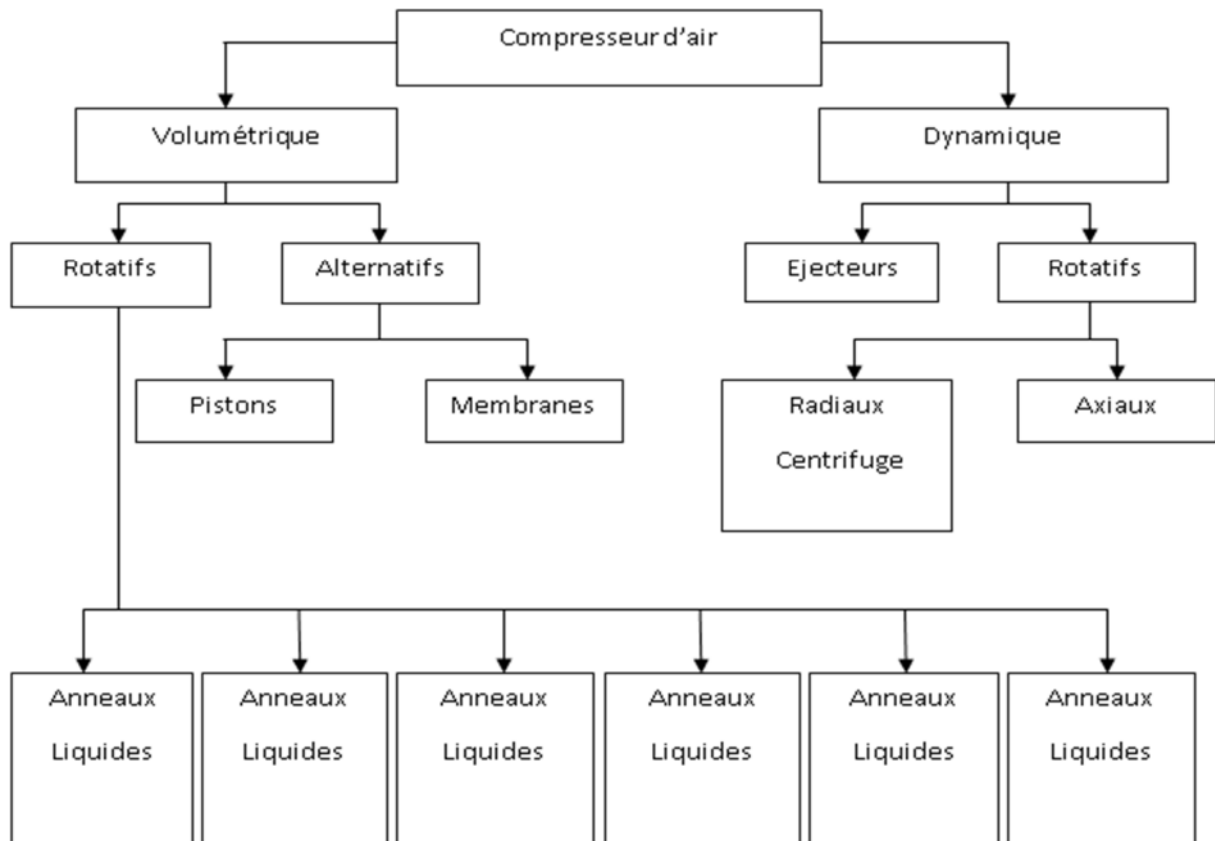 Compresseur d'air
Volumétrique
Dynamique
Rotatifs
Alternatifs
Ejecteurs
Rotatifs
Pistons
Membranes
Radiaux
Centrifuge
Axiaux
Anneaux
Liquides
Anneaux
Liquides
Anneaux
Liquides
Anneaux
Liquides
Anneaux
Liquides
Anneaux
Liquides